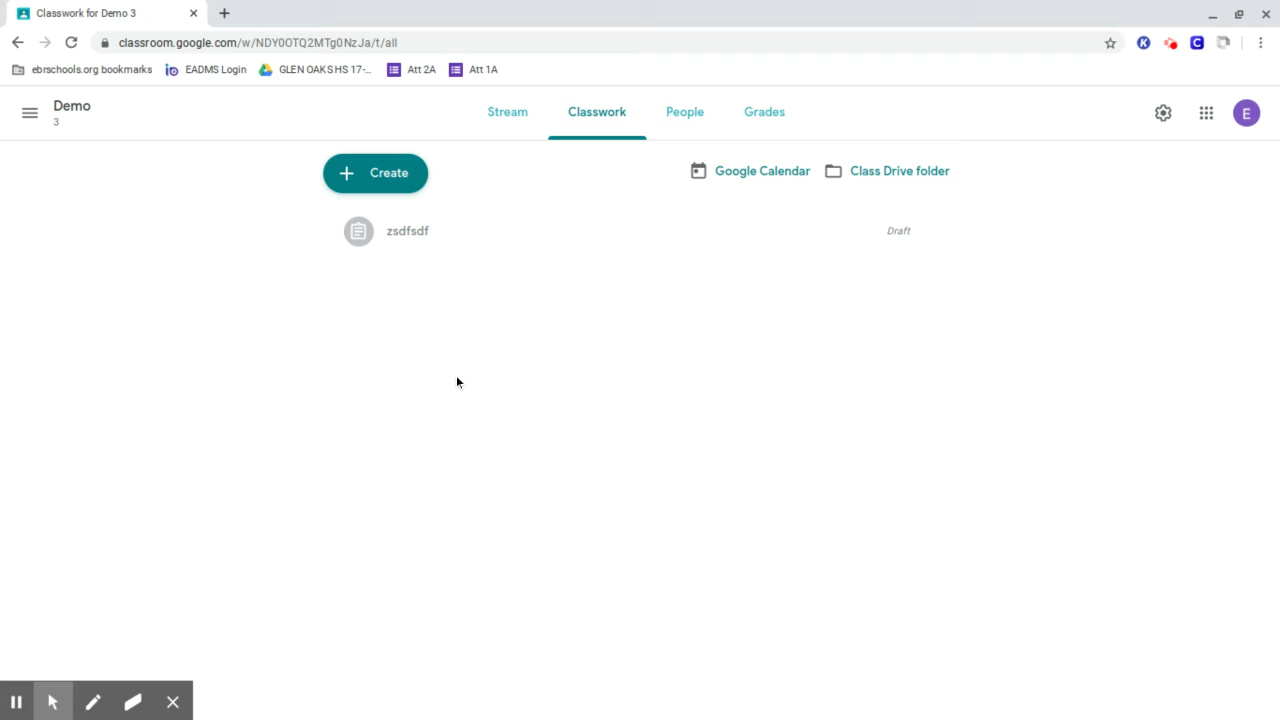 Classwork for Demo 3
classroom.google.com/w/NDY0OTQ2MTg0NzJa/t/all
ebrschools.org bookmarks
EADMS Login
GLEN OAKS HS 17-...
Att 2A
Att 1A
Demo
3
Stream
Classwork
People
Grades
E
Create
Google Calendar
Class Drive folder
zsdfsdf
Draft